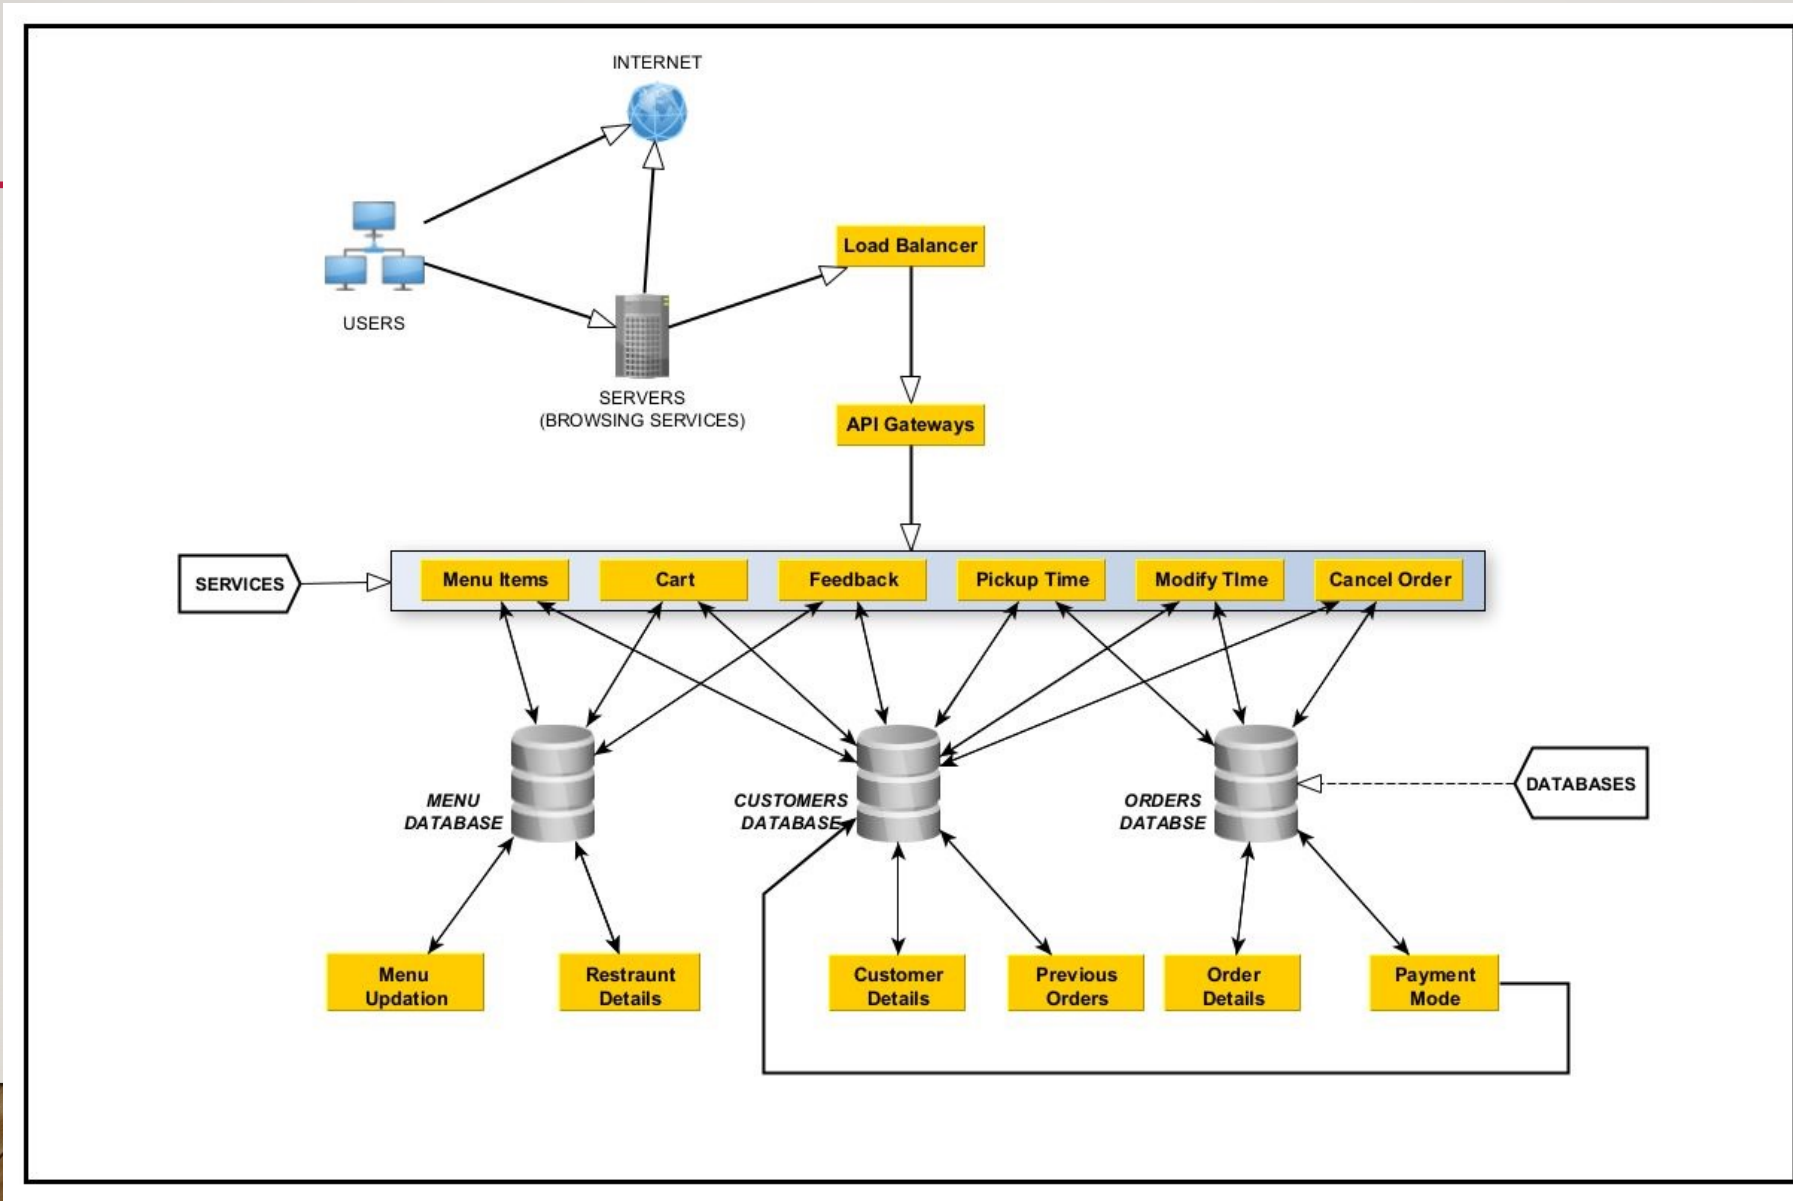 INTERNET
USERS
SERVERS
(BROWSING SERVICES)
Load Balancer
API Gateways
SERVICES
Menu Items
Cart
Feedback
Pickup Time
Modify TIme
Cancel Order
MENU
DATABASE
CUSTOMERS
DATABASE
ORDERS
DATABSE
DATABASES
Menu
Updation
Restraunt
Details
Customer
Details
Previous
Orders
Order
Details
Payment
Mode